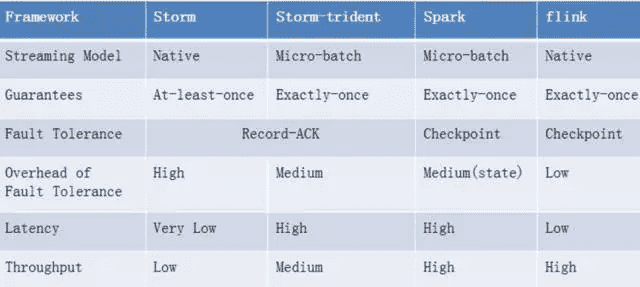 Framework Storm Storm-trident Spark flink
Streaming Model Native Micro-batch Micro-batch Native
Guarantees At-least-once Exactly-once Exactly-once Exactly-once
Fault Tolerance Record-ACK Checkpoint Checkpoint
Overhead of
Fault Tolerance High Medium Medium(state) Low
Latency Very Low High High Low
Throughput Low Medium High High